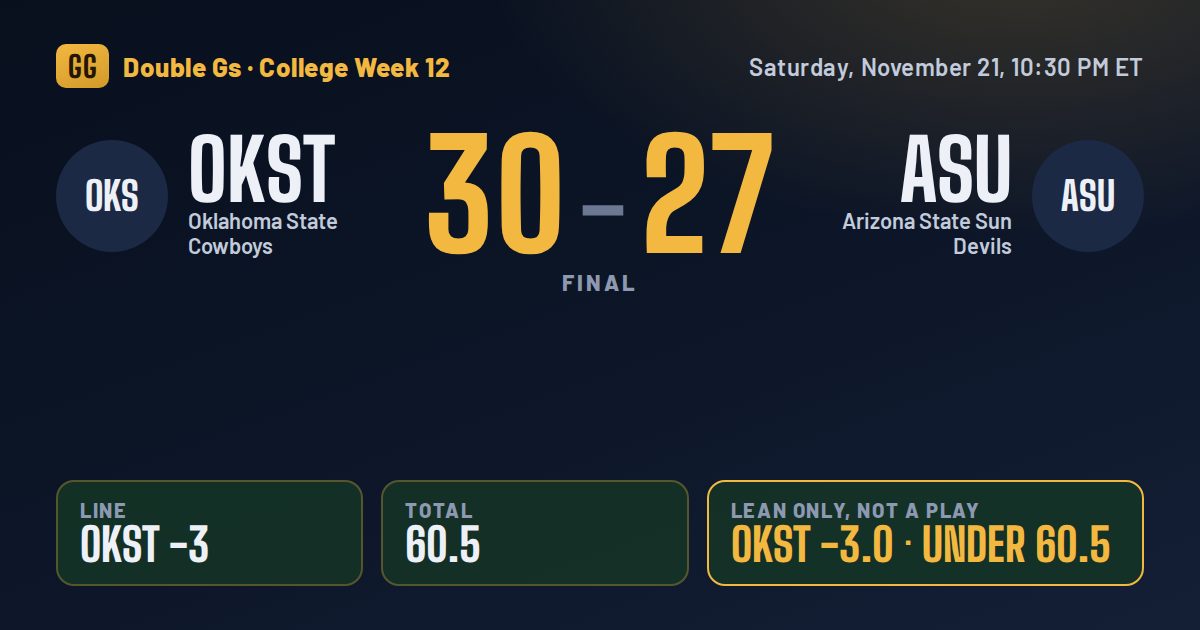 GG Double Gs · College Week 12
Saturday, November 21, 10:30 PM ET
OKS
OKST
Oklahoma State
Cowboys
30 – 27
FINAL
ASU
Arizona State Sun
Devils
ASU
LINE
OKST −3
TOTAL
60.5
LEAN ONLY, NOT A PLAY
OKST −3.0 · UNDER 60.5